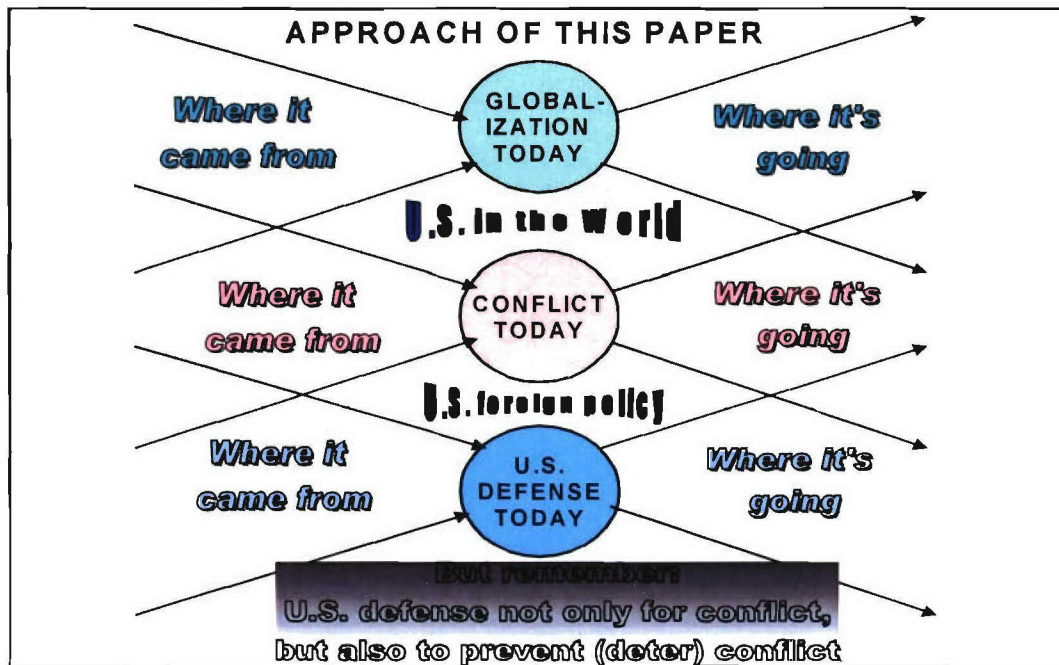 APPROACH OF THIS PAPER
Where it
came from
GLOBAL-
IZATION
TODAY
Where it's
going
U.S. in the World
Where it
came from
CONFLICT
TODAY
Where it's
going
U.S. foreign policy
Where it
came from
U.S.
DEFENSE
TODAY
Where it's
going
But remember:
U.S. defense not only for conflict,
but also to prevent (deter) conflict